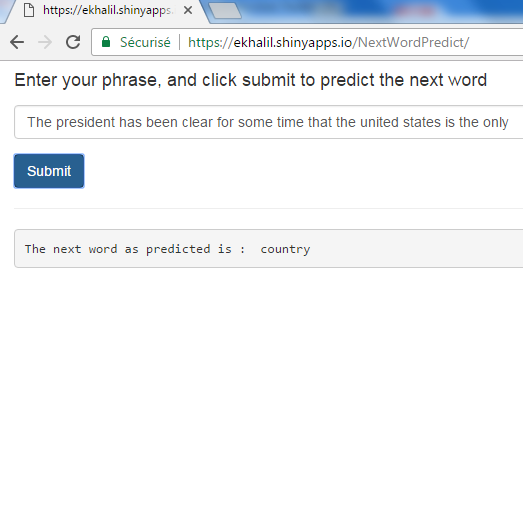 https://ekhalil.shinyapps.
Sécurisé https://ekhalil.shinyapps.io/NextWordPredict/
Enter your phrase, and click submit to predict the next word
The president has been clear for some time that the united states is the only
Submit
The next word as predicted is : country